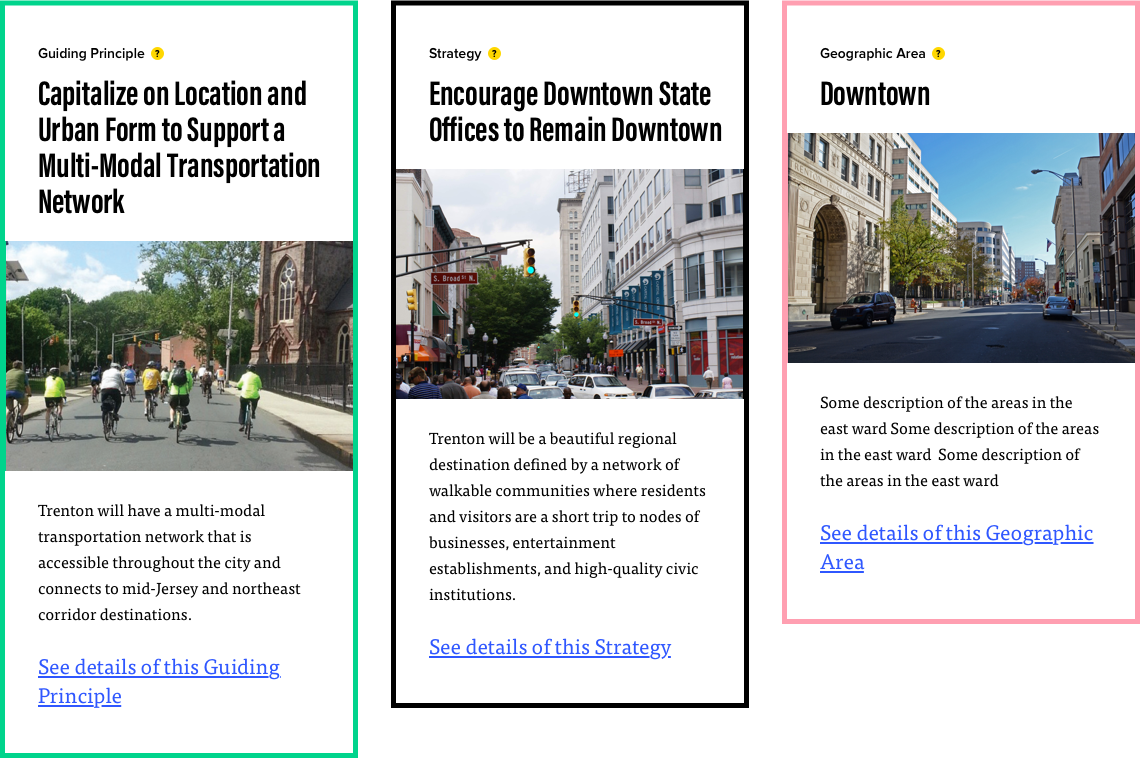 Guiding Principle ?
Capitalize on Location and
Urban Form to Support a
Multi-Modal Transportation
Network
Trenton will have a multi-modal
transportation network that is
accessible throughout the city and
connects to mid-Jersey and northeast
corridor destinations.
See details of this Guiding
Principle
Strategy ?
Encourage Downtown State
Offices to Remain Downtown
S. Broad St N.
S. Broad St N.
Trenton will be a beautiful regional
destination defined by a network of
walkable communities where residents
and visitors are a short trip to nodes of
businesses, entertainment
establishments, and high-quality civic
institutions.
See details of this Strategy
Geographic Area ?
Downtown
Some description of the areas in the
east ward Some description of the areas
in the east ward  Some description of
the areas in the east ward
See details of this Geographic
Area